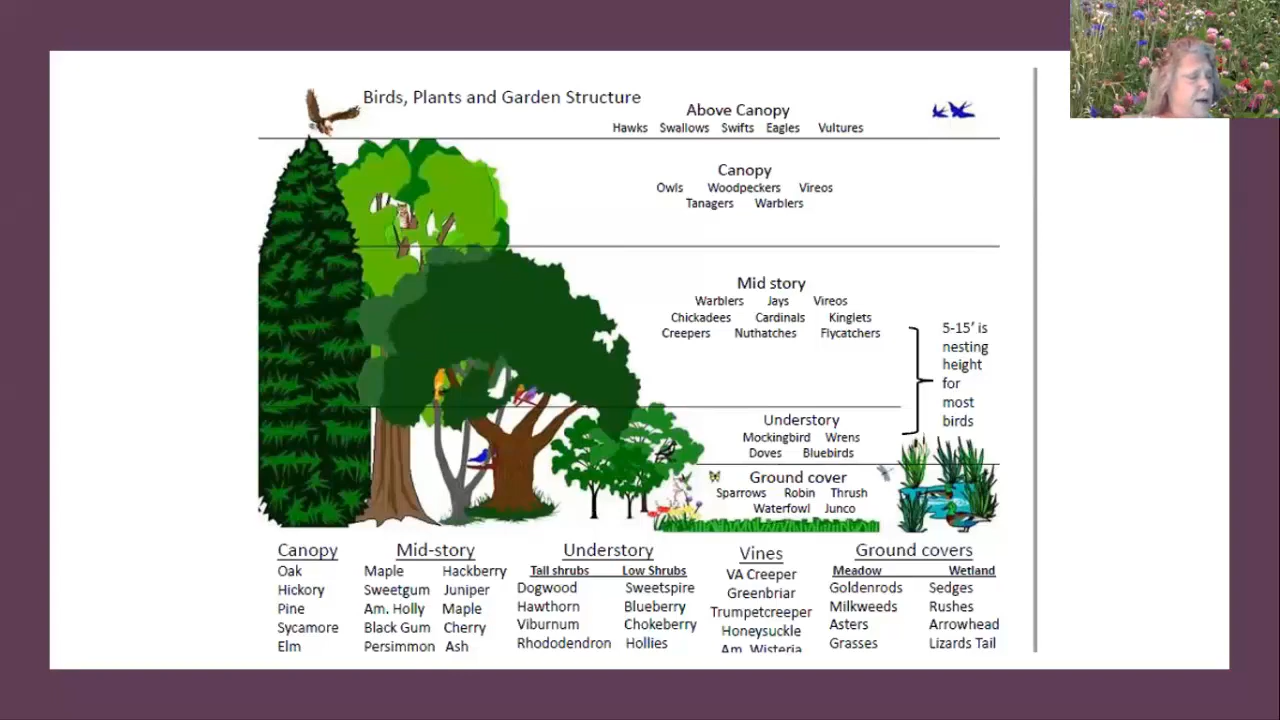 Birds, Plants and Garden Structure
Above Canopy
Hawks Swallows Swifts Eagles Vultures
Canopy
Owls Woodpeckers Vireos
Tanagers Warblers
Mid story
Warblers Jays Vireos
Chickadees Cardinals Kinglets
Creepers Nuthatches Flycatchers
5-15' is
nesting
height
for
most
birds
Understory
Mockingbird Wrens
Doves Bluebirds
Ground cover
Sparrows Robin Thrush
Waterfowl Junco
Canopy
Oak
Hickory
Pine
Sycamore
Elm
Mid-story
Maple Hackberry
Sweetgum Juniper
Am. Holly Maple
Black Gum Cherry
Persimmon Ash
Understory
Tall shrubs Low Shrubs
Dogwood Sweetspire
Hawthorn Blueberry
Viburnum Chokeberry
Rhododendron Hollies
Vines
VA Creeper
Greenbriar
Trumpetcreeper
Honeysuckle
Am. Wisteria
Ground covers
Meadow Wetland
Goldenrods Sedges
Milkweeds Rushes
Asters Arrowhead
Grasses Lizards Tail